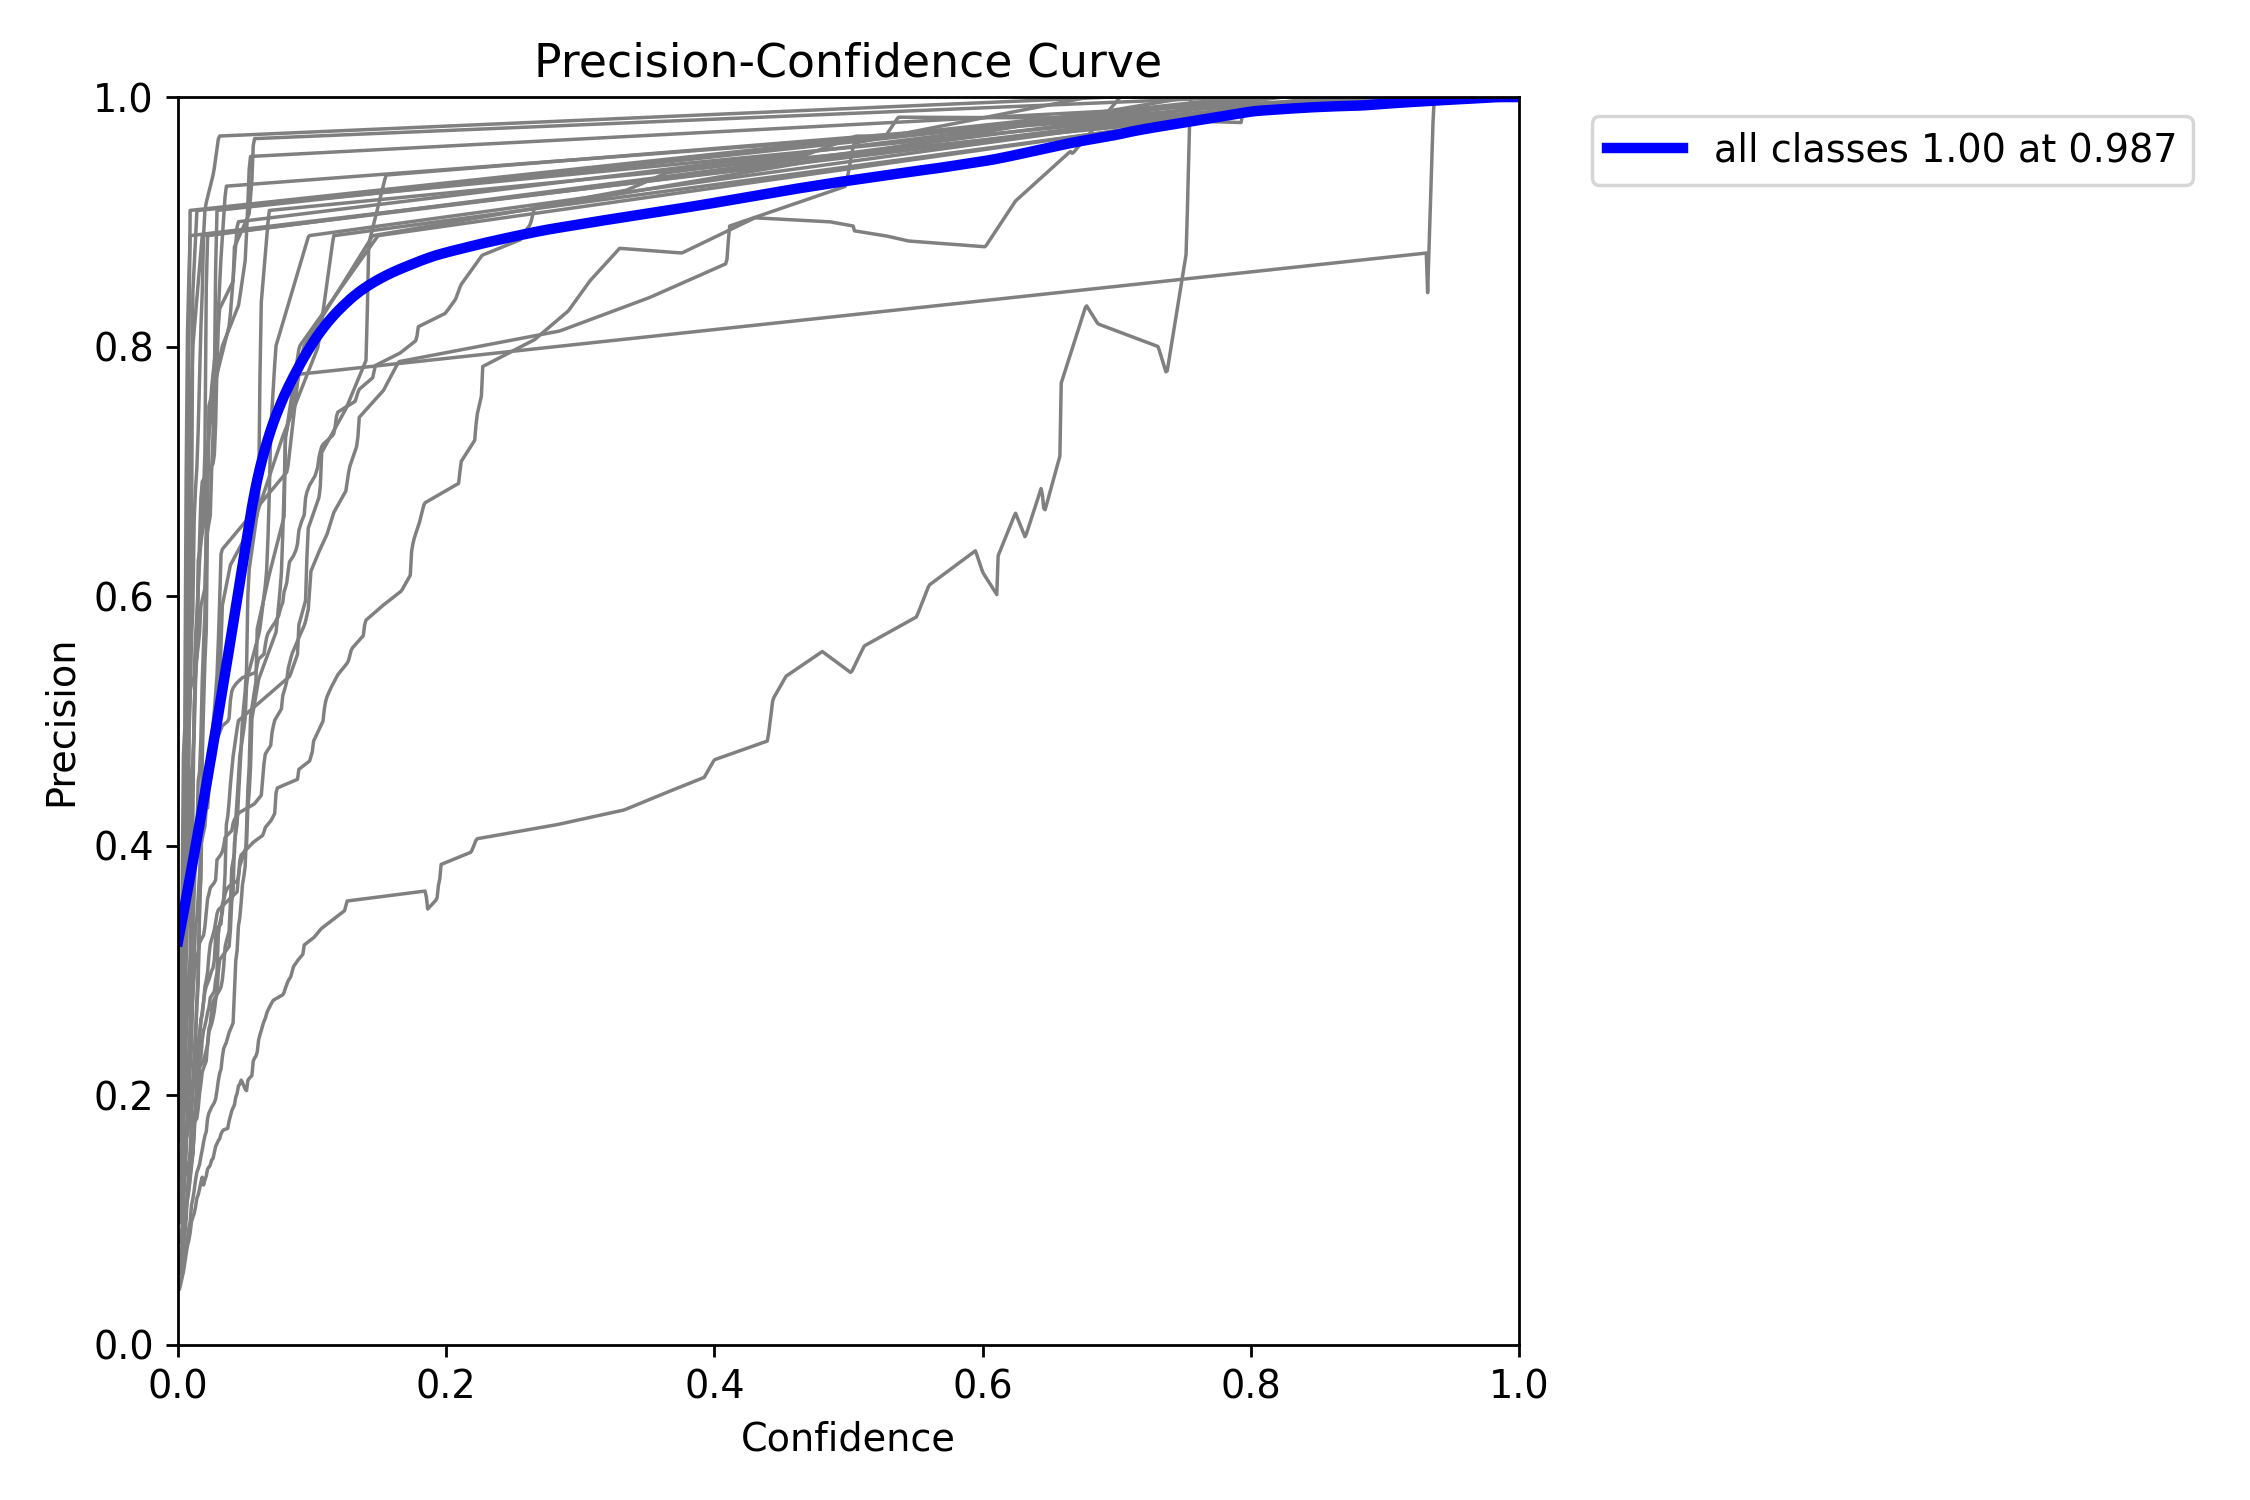 Precision-Confidence Curve
all classes 1.00 at 0.987
Precision
1.0
0.8
0.6
0.4
0.2
0.0
0.0 0.2 0.4 0.6 0.8 1.0
Confidence